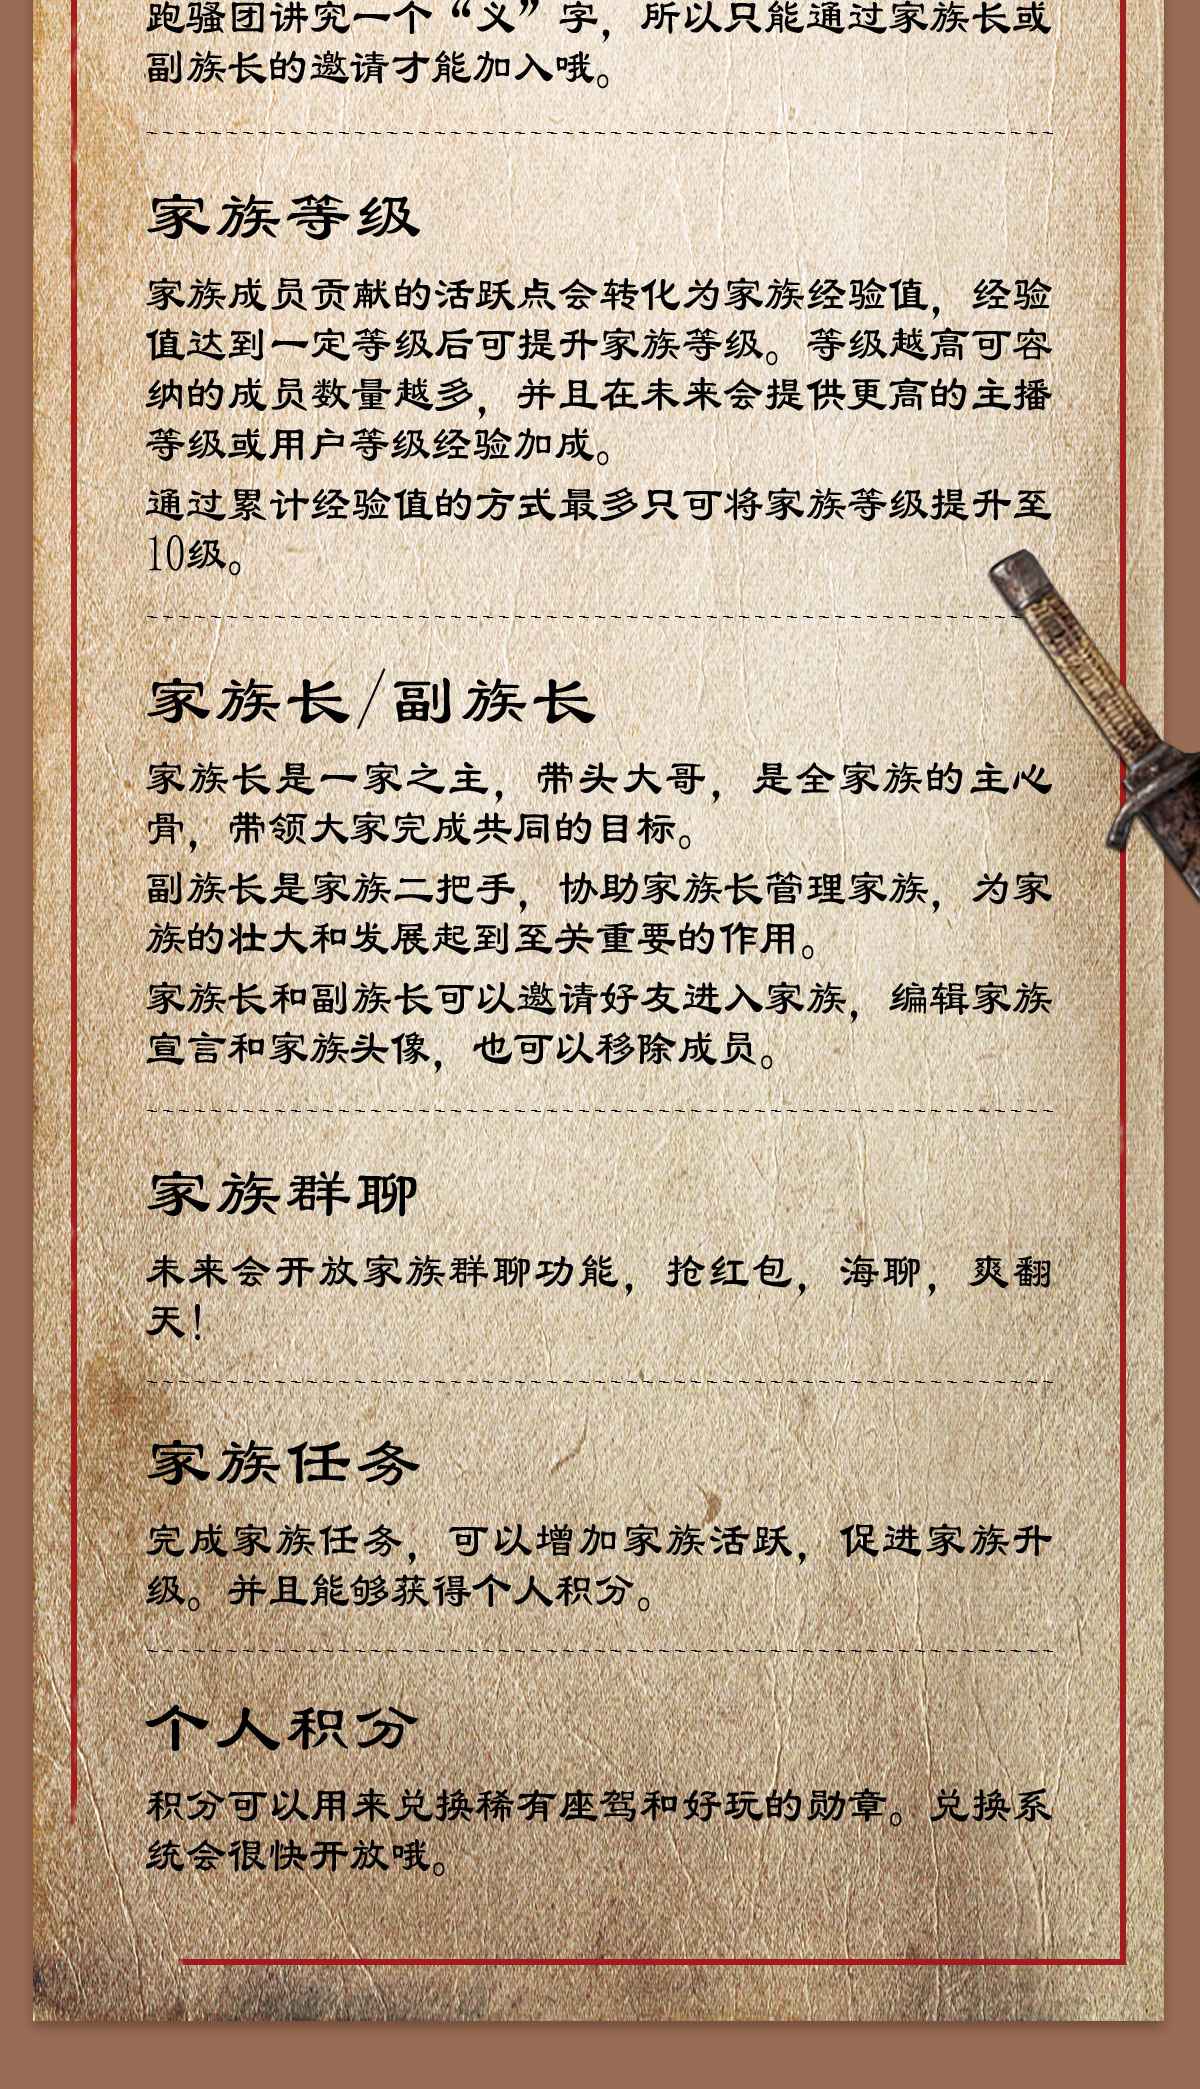 跑骚团讲究一个“义”字，所以只能通过家族长或
副族长的邀请才能加入哦。
家族等级
家族成员贡献的活跃点会转化为家族经验值，经验
值达到一定等级后可提升家族等级。等级越高可容
纳的成员数量越多，并且在未来会提供更高的主播
等级或用户等级经验加成。
通过累计经验值的方式最多只可将家族等级提升至
10级。
家族长/副族长
家族长是一家之主，带头大哥，是全家族的主心
骨，带领大家完成共同的目标。
副族长是家族二把手，协助家族长管理家族，为家
族的壮大和发展起到至关重要的作用。
家族长和副族长可以邀请好友进入家族，编辑家族
宣言和家族头像，也可以移除成员。
家族群聊
未来会开放家族群聊功能，抢红包，海聊，爽翻
天！
家族任务
完成家族任务，可以增加家族活跃，促进家族升
级。并且能够获得个人积分。
个人积分
积分可以用来兑换稀有座驾和好玩的勋章。兑换系
统会很快开放哦。